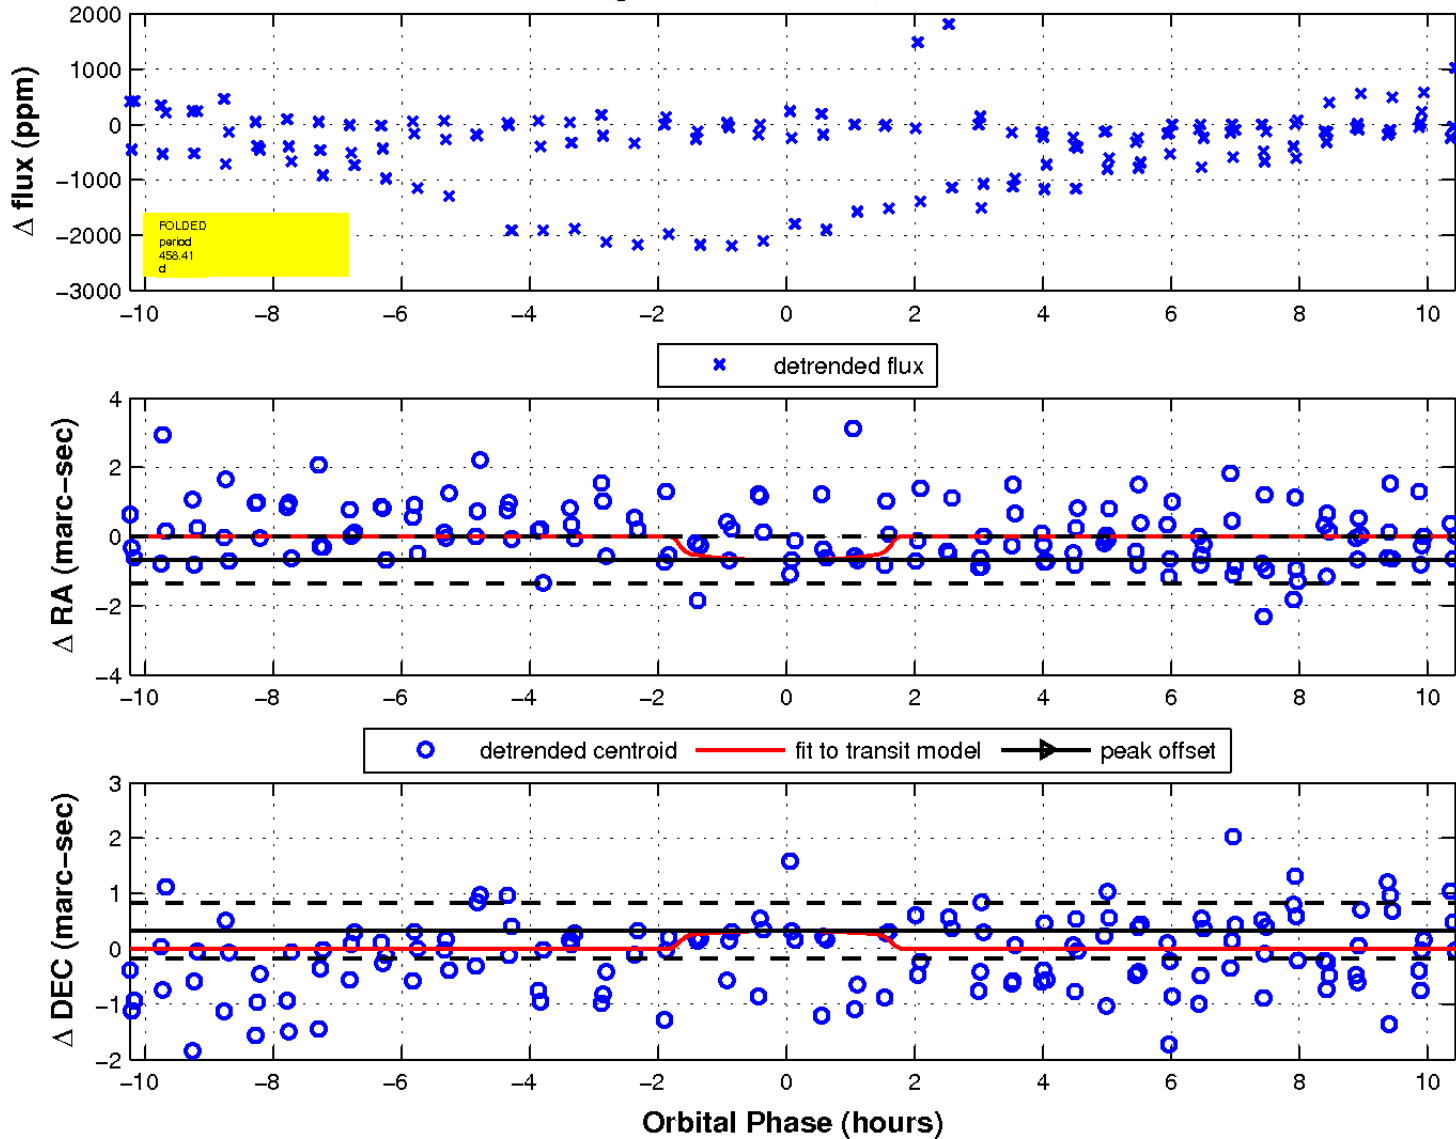 2000
1000
0
−1000
−2000
−3000
Δ flux (ppm)
FOLDED
period
458.41
d
−10 −8 −6 −4 −2 0 2 4 6 8 10
detrended flux
4
2
0
−2
−4
Δ RA (marc−sec)
−10 −8 −6 −4 −2 0 2 4 6 8 10
detrended centroid fit to transit model peak offset
3
2
1
0
−1
−2
Δ DEC (marc−sec)
−10 −8 −6 −4 −2 0 2 4 6 8 10
Orbital Phase (hours)